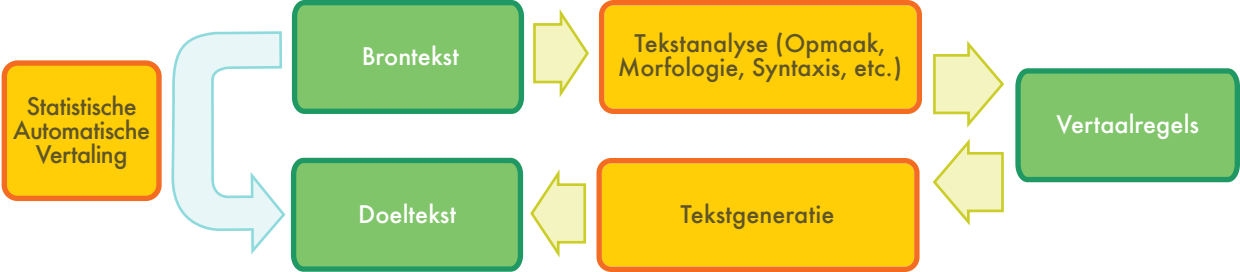 Statistische
Automatische
Vertaling
Brontekst
Tekstanalyse (Opmaak,
Morfologie, Syntaxis, etc.)
Vertaalregels
Tekstgeneratie
Doeltekst